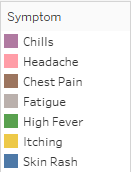 Symptom
Chills
Headache
Chest Pain
Fatigue
High Fever
Itching
Skin Rash